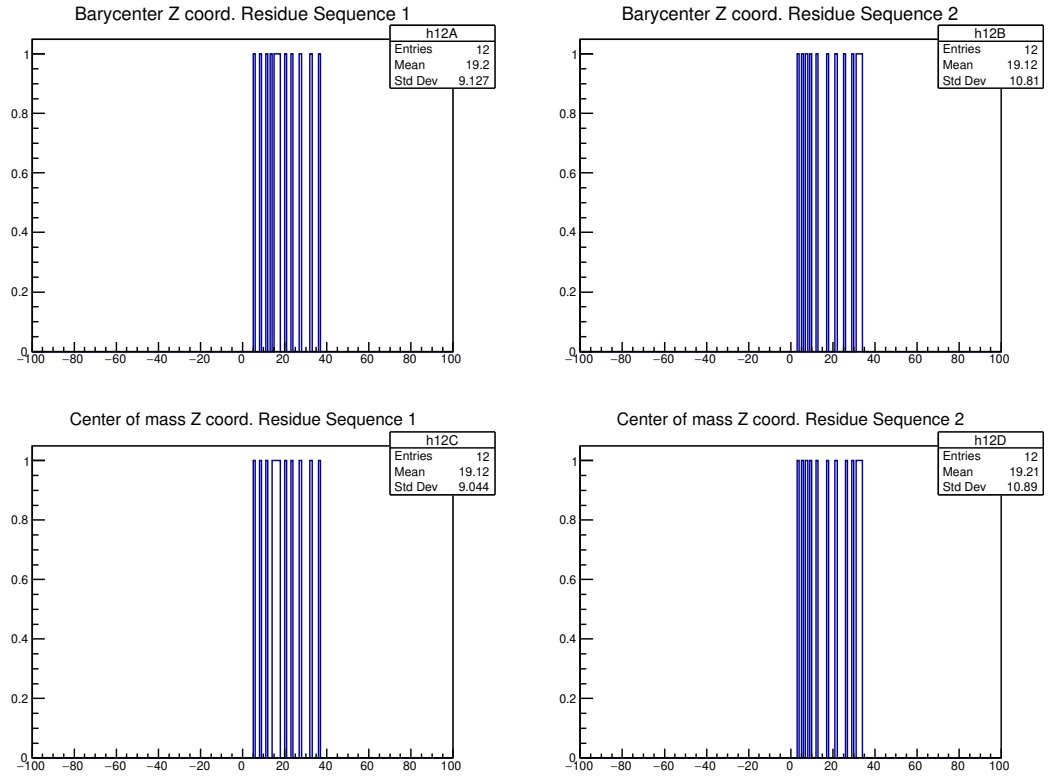 Barycenter Z coord. Residue Sequence 1
h12A
Entries 12
Mean 19.2
Std Dev 9.127
1
0.8
0.6
0.4
0.2
0
−100 −80 −60 −40 −20 0 20 40 60 80 100
Barycenter Z coord. Residue Sequence 2
h12B
Entries 12
Mean 19.12
Std Dev 10.81
1
0.8
0.6
0.4
0.2
0
−100 −80 −60 −40 −20 0 20 40 60 80 100
Center of mass Z coord. Residue Sequence 1
h12C
Entries 12
Mean 19.12
Std Dev 9.044
1
0.8
0.6
0.4
0.2
0
−100 −80 −60 −40 −20 0 20 40 60 80 100
Center of mass Z coord. Residue Sequence 2
h12D
Entries 12
Mean 19.21
Std Dev 10.89
1
0.8
0.6
0.4
0.2
0
−100 −80 −60 −40 −20 0 20 40 60 80 100